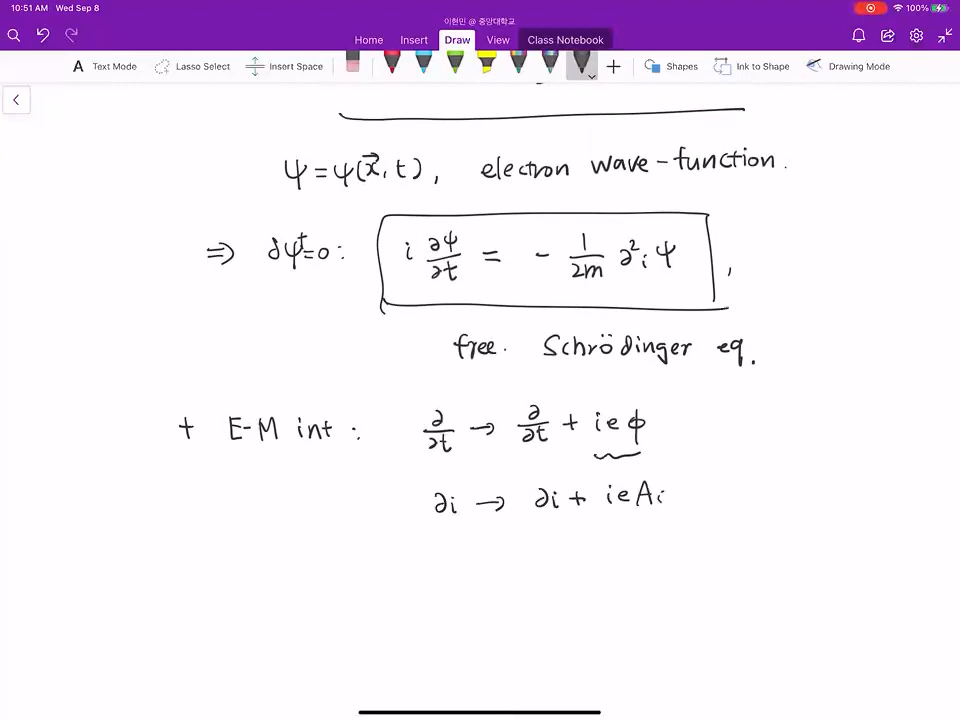 10:51 AM Wed Sep 8
100%
이현민 @ 중앙대학교
Home Insert Draw View Class Notebook
A Text Mode Lasso Select Insert Space Shapes Ink to Shape Drawing Mode
ψ = ψ(x⃗, t), electron wave-function.
⇒ δψ†=0 : i ∂ψ/∂t = - 1/2m ∂²i ψ ,
free. Schrödinger eq.
+ E-M int : ∂/∂t → ∂/∂t + ieϕ
∂i → ∂i + ieAi